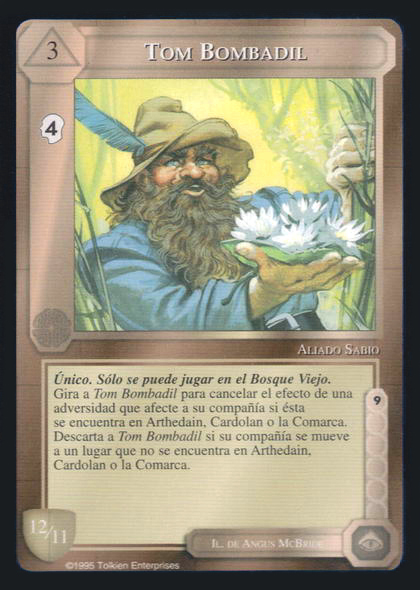 3
TOM BOMBADIL
4
ALIADO SABIO
Único. Sólo se puede jugar en el Bosque Viejo.
Gira a Tom Bombadil para cancelar el efecto de una
adversidad que afecte a su compañía si ésta
se encuentra en Arthedain, Cardolan o la Comarca.
Descarta a Tom Bombadil si su compañía se mueve
a un lugar que no se encuentra en Arthedain,
Cardolan o la Comarca.
9
12/11
IL. DE ANGUS MCBRIDE
©1995 Tolkien Enterprises